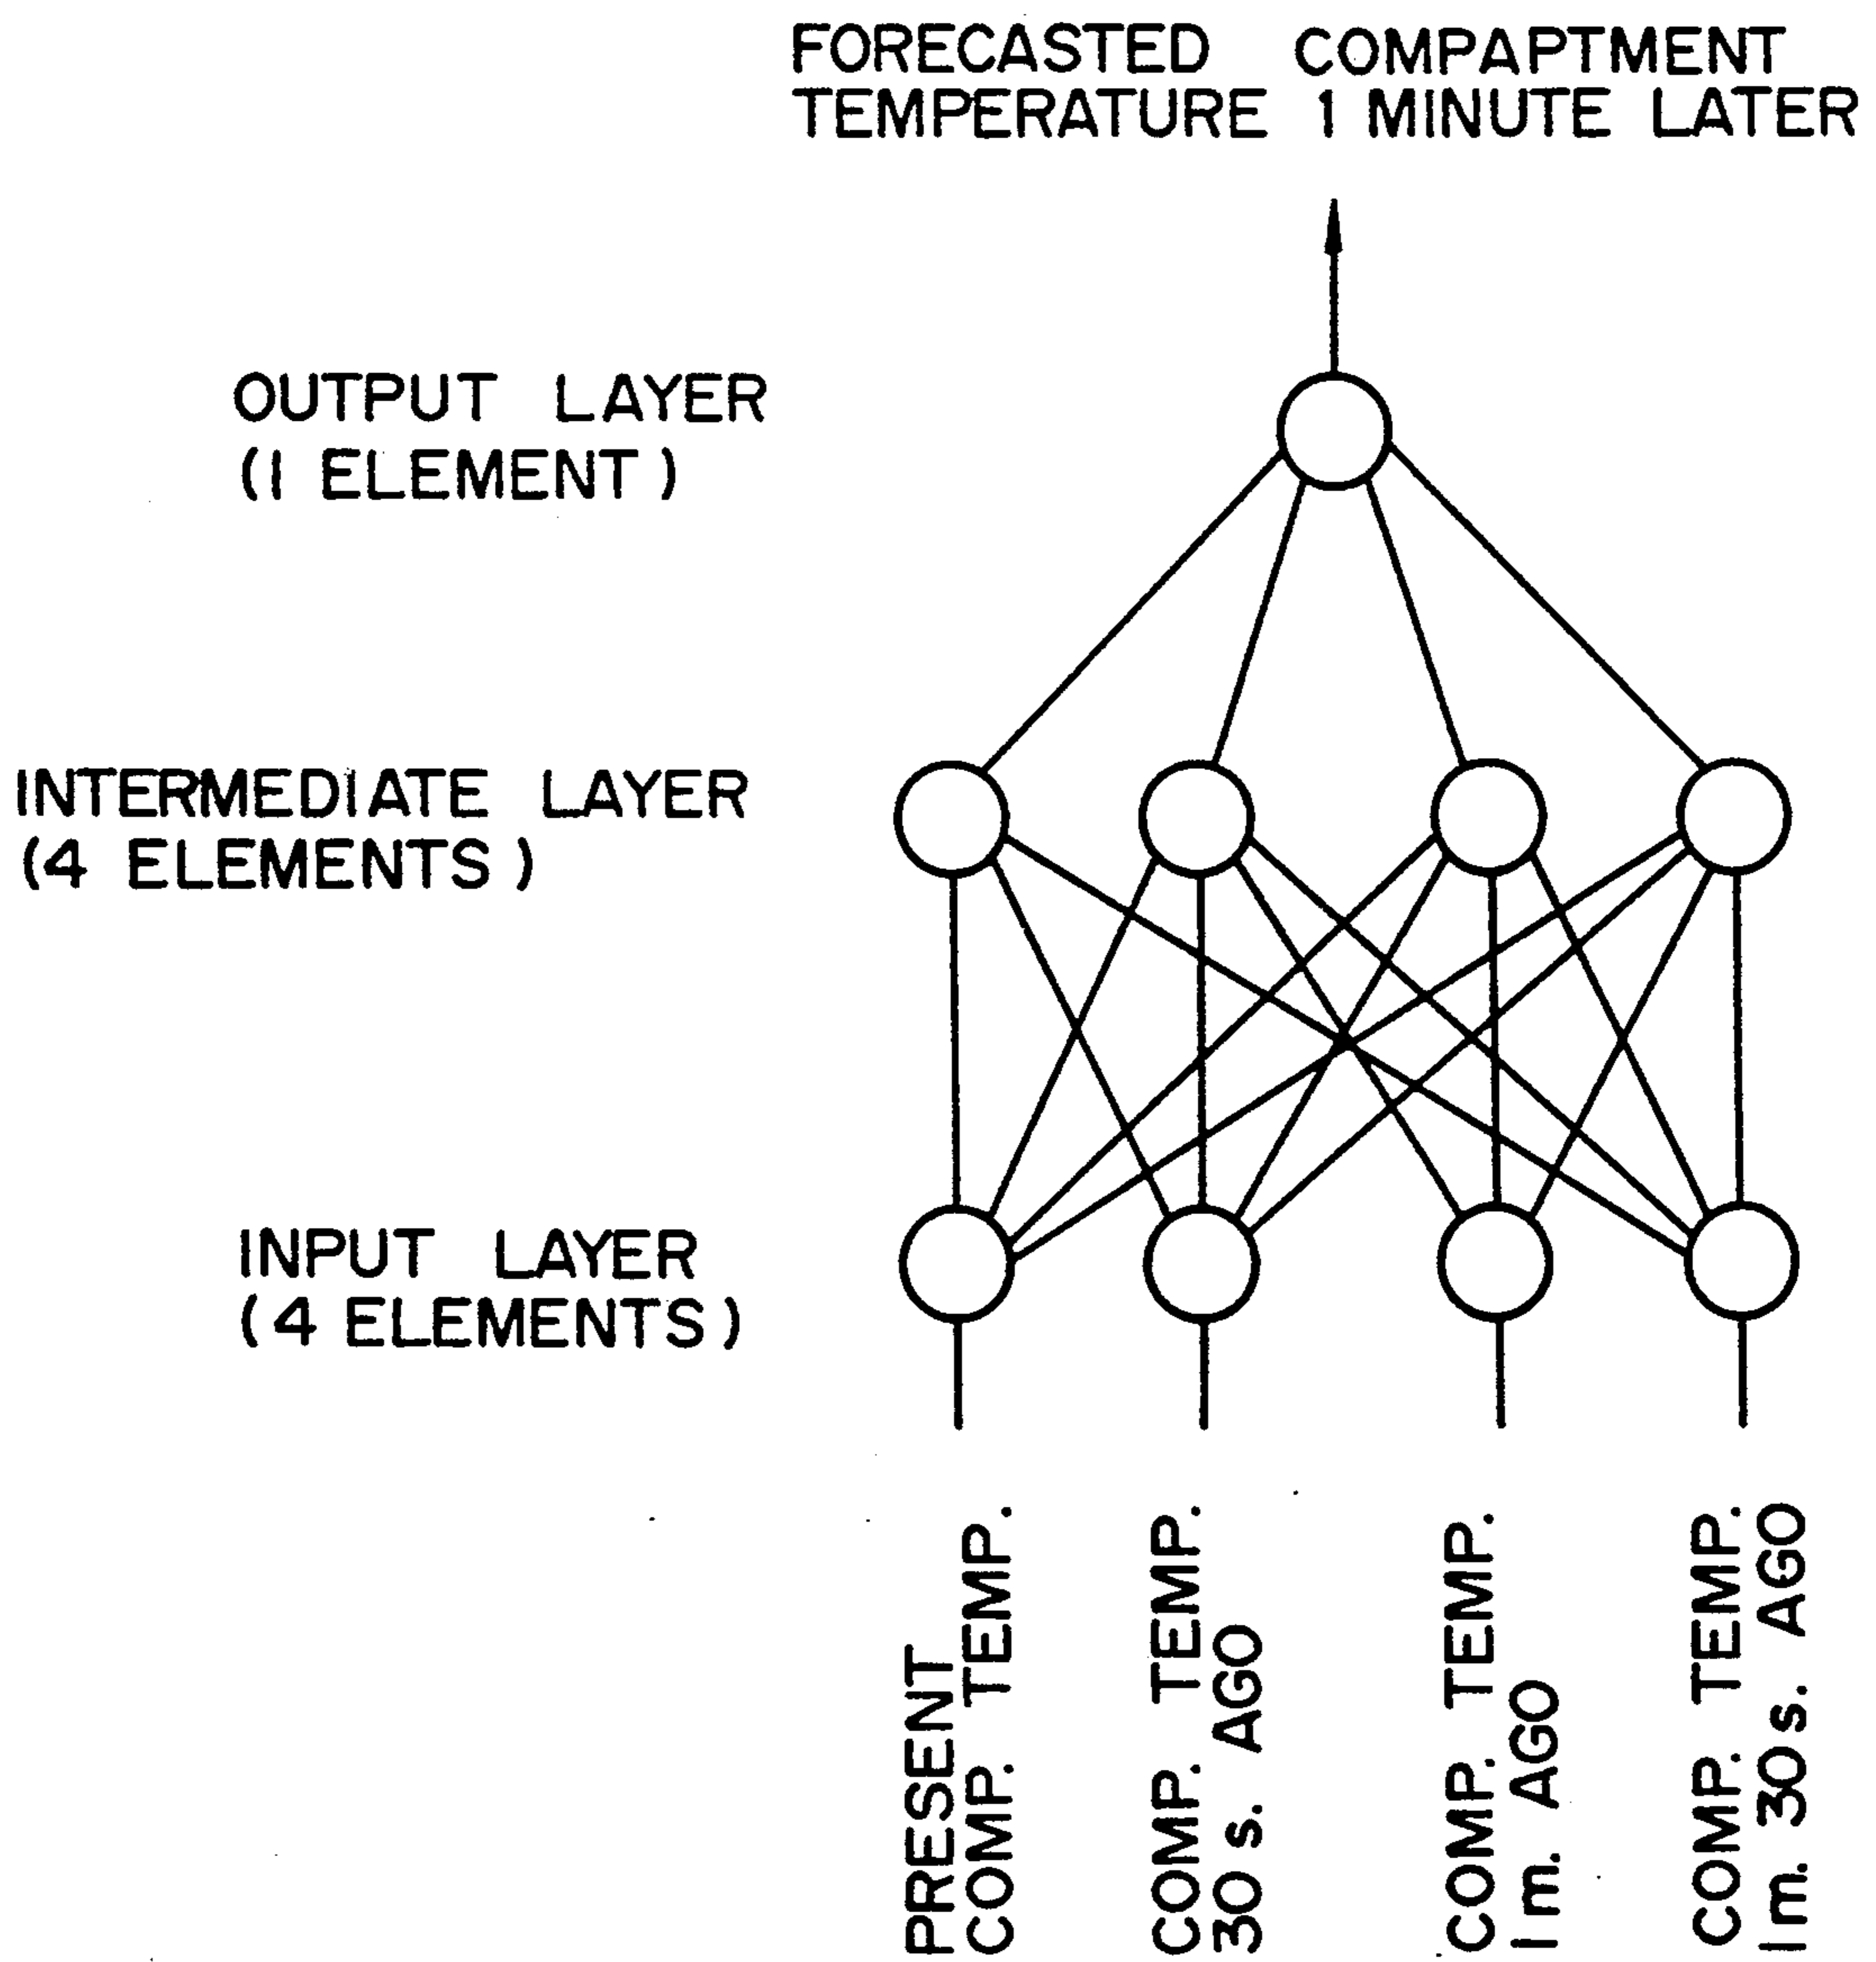 FORECASTED COMPAPTMENT
TEMPERATURE 1 MINUTE LATER
OUTPUT LAYER
(1 ELEMENT)
INTERMEDIATE LAYER
(4 ELEMENTS)
INPUT LAYER
(4 ELEMENTS)
PRESENT
COMP. TEMP.
COMP. TEMP.
30 s. AGO
COMP. TEMP.
1 m. AGO
COMP. TEMP.
1 m. 30 s. AGO